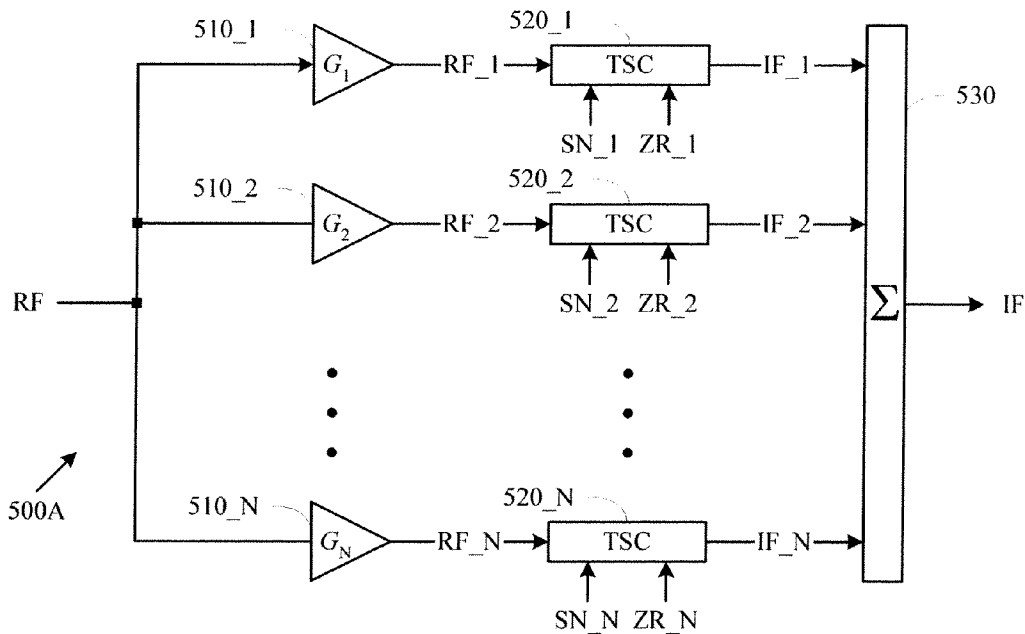 510_1
520_1
G1
RF_1
TSC
IF_1
530
SN_1
ZR_1
510_2
520_2
G2
RF_2
TSC
IF_2
SN_2
ZR_2
RF
Σ
IF
500A
510_N
520_N
GN
RF_N
TSC
IF_N
SN_N
ZR_N